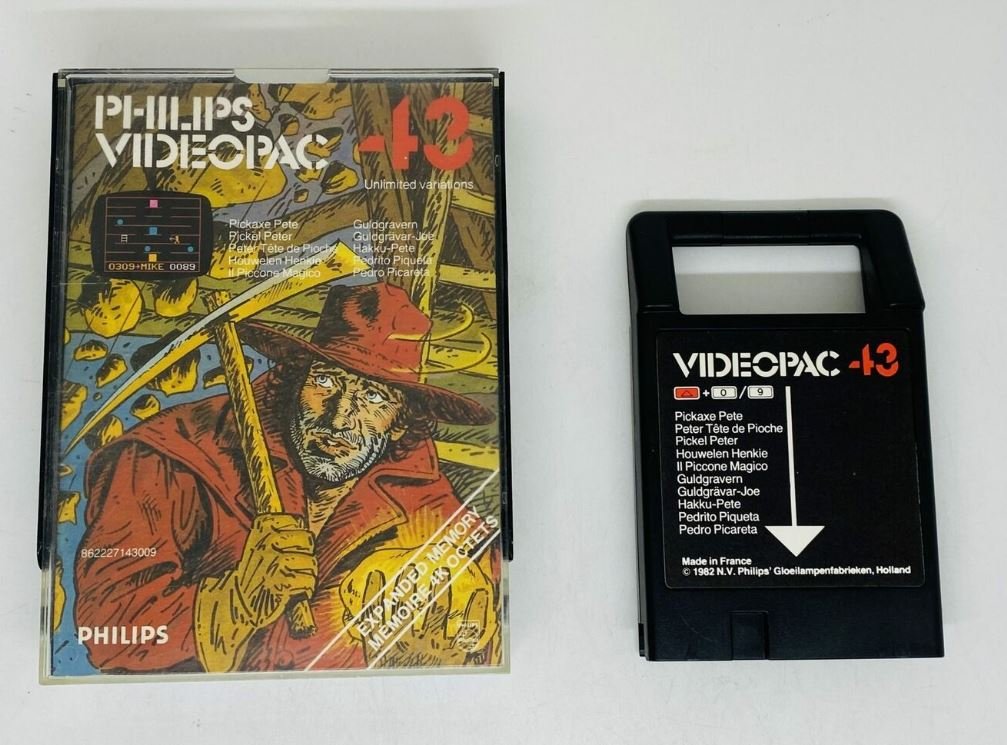 PHILIPS
VIDEOPAC
43
Unlimited variations
Pickaxe Pete
Pickel Peter
Peter Tête de Pioche
Houwelen Henkie
Il Piccone Magico
Guldgravern
Guldgrävar-Joe
Hakku-Pete
Pedrito Piqueta
Pedro Picareta
0309+MIKE 0089
862227143009
EXPANDED MEMORY
MEMOIRE 4K OCTETS
PHILIPS
PHILIPS
VIDEOPAC 43
+ 0 / 9
Pickaxe Pete
Peter Tête de Pioche
Pickel Peter
Houwelen Henkie
Il Piccone Magico
Guldgravern
Guldgrävar-Joe
Hakku-Pete
Pedrito Piqueta
Pedro Picareta
Made in France
© 1982 N.V. Philips' Gloeilampenfabrieken, Holland